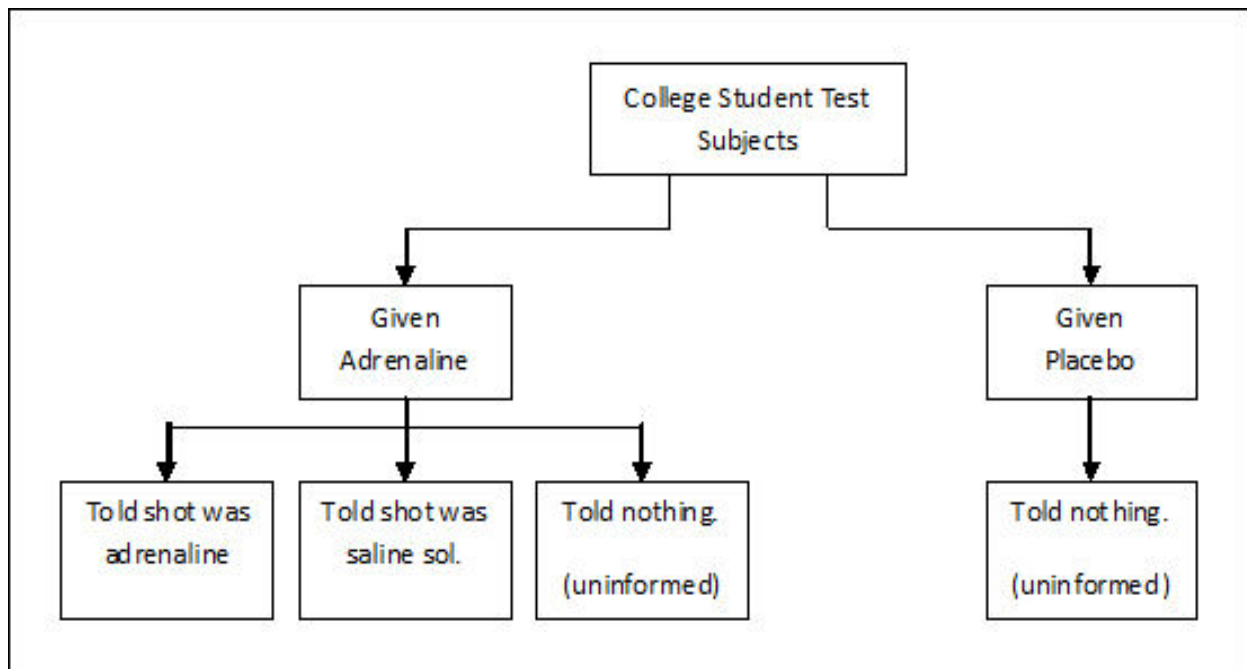 College Student Test
Subjects
Given
Adrenaline
Given
Placebo
Told shot was
adrenaline
Told shot was
saline sol.
Told nothing.
(uninformed)
Told nothing.
(uninformed)